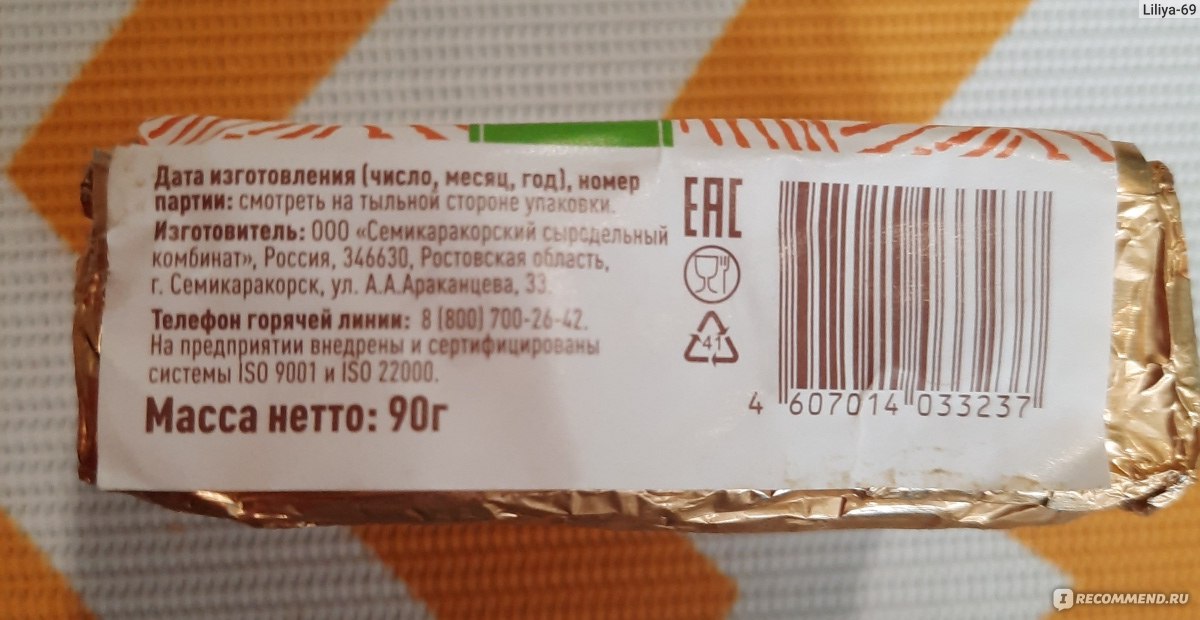 Liliya-69
Дата изготовления (число, месяц, год), номер
партии: смотреть на тыльной стороне упаковки.
Изготовитель: ООО «Семикаракорский сыродельный
комбинат», Россия, 346630, Ростовская область,
г. Семикаракорск, ул. А.А.Араканцева, 33.
Телефон горячей линии: 8 (800) 700-26-42.
На предприятии внедрены и сертифицированы
системы ISO 9001 и ISO 22000.
Масса нетто: 90г
EAC
41
4 607014 033237
IRECOMMEND.RU